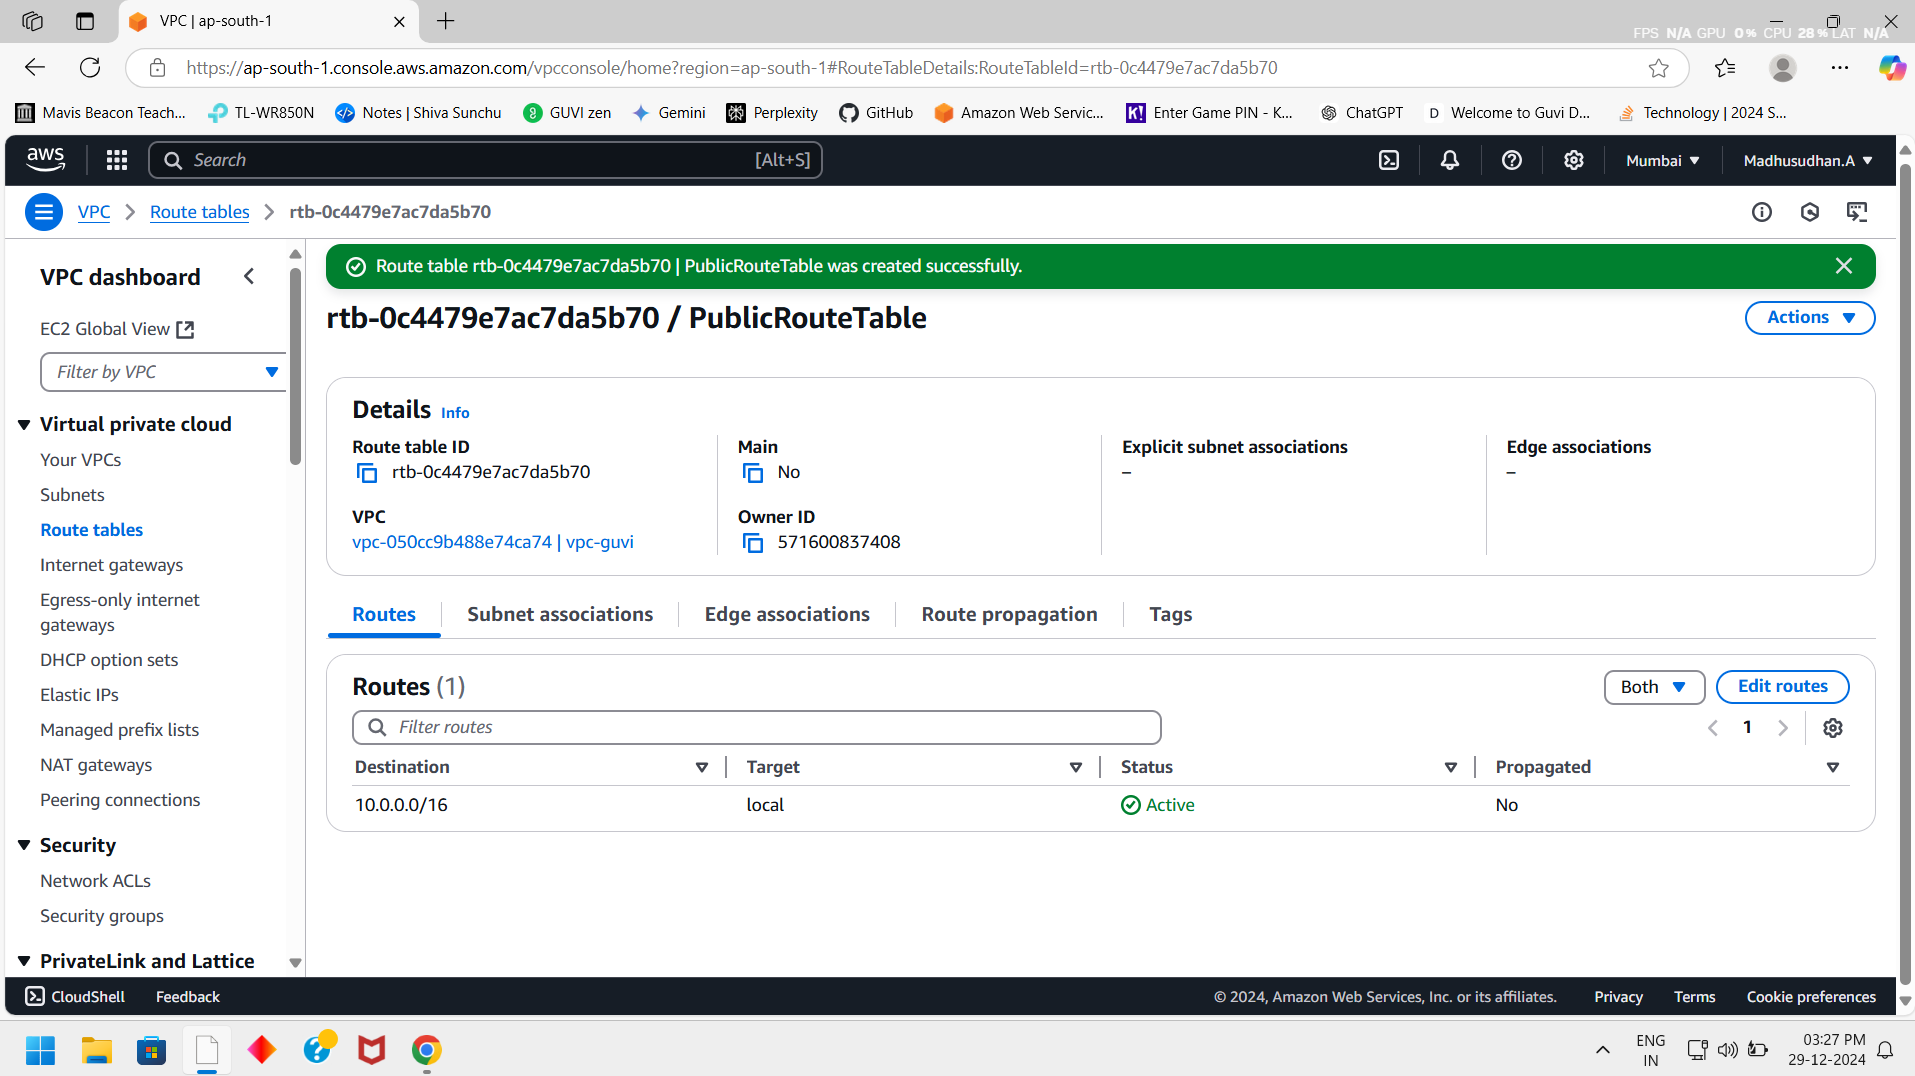 VPC | ap-south-1
FPS N/A GPU 0% CPU 28% LAT N/A
https://ap-south-1.console.aws.amazon.com/vpcconsole/home?region=ap-south-1#RouteTableDetails:RouteTableId=rtb-0c4479e7ac7da5b70
Mavis Beacon Teach... TL-WR850N Notes | Shiva Sunchu GUVI zen Gemini Perplexity GitHub Amazon Web Servic... K! Enter Game PIN - K... ChatGPT D Welcome to Guvi D... Technology | 2024 S...
aws Search [Alt+S] Mumbai Madhusudhan.A
VPC Route tables rtb-0c4479e7ac7da5b70
VPC dashboard
EC2 Global View
Filter by VPC
Virtual private cloud
Your VPCs
Subnets
Route tables
Internet gateways
Egress-only internet
gateways
DHCP option sets
Elastic IPs
Managed prefix lists
NAT gateways
Peering connections
Security
Network ACLs
Security groups
PrivateLink and Lattice
Route table rtb-0c4479e7ac7da5b70 | PublicRouteTable was created successfully.
rtb-0c4479e7ac7da5b70 / PublicRouteTable
Actions
Details Info
Route table ID
rtb-0c4479e7ac7da5b70
Main
No
Explicit subnet associations
–
Edge associations
–
VPC
vpc-050cc9b488e74ca74 | vpc-guvi
Owner ID
571600837408
Routes Subnet associations Edge associations Route propagation Tags
Routes (1)
Both Edit routes
Filter routes
1
Destination Target Status Propagated
10.0.0.0/16 local Active No
CloudShell Feedback © 2024, Amazon Web Services, Inc. or its affiliates. Privacy Terms Cookie preferences
ENG
IN
03:27 PM
29-12-2024